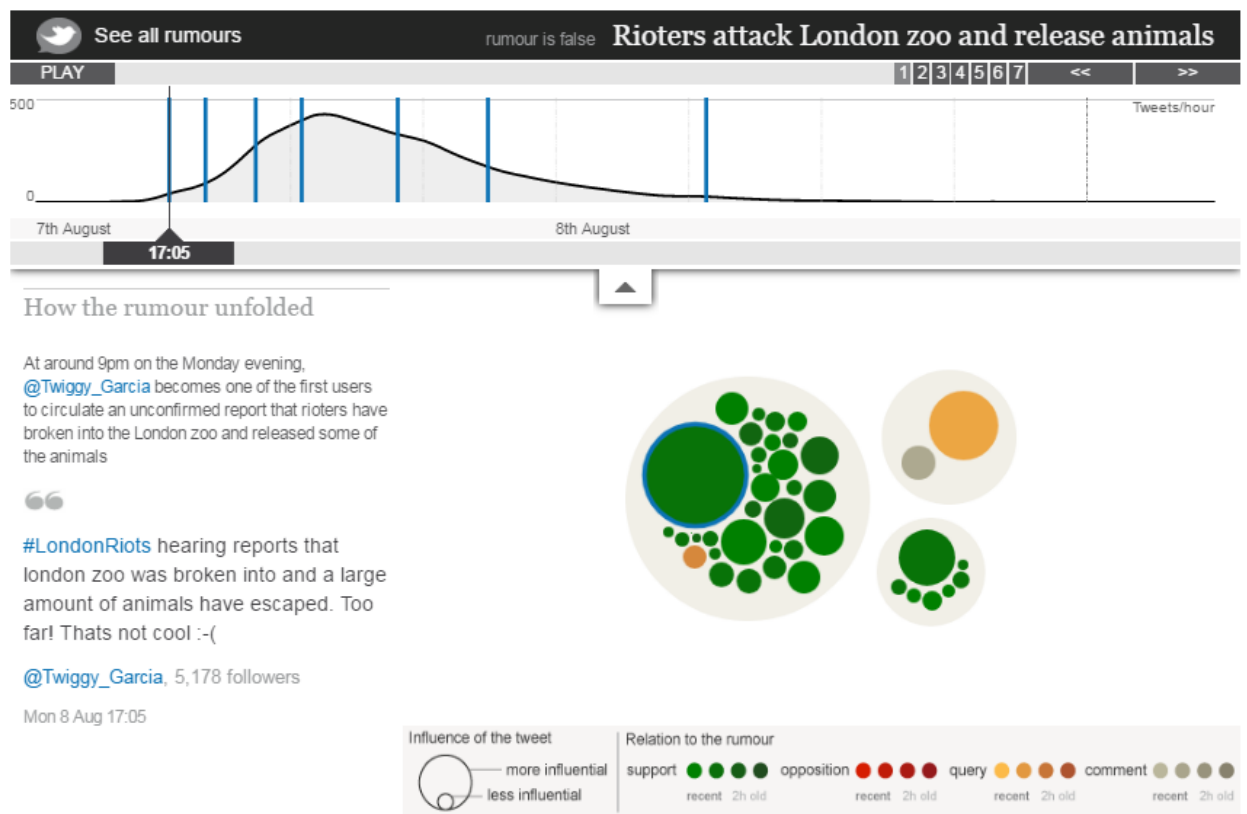 See all rumours
rumour is false Rioters attack London zoo and release animals
PLAY
1 2 3 4 5 6 7 << >>
500
Tweets/hour
0
7th August 8th August
17:05
How the rumour unfolded
At around 9pm on the Monday evening,
@Twiggy_Garcia becomes one of the first users
to circulate an unconfirmed report that rioters have
broken into the London zoo and released some of
the animals
#LondonRiots hearing reports that
london zoo was broken into and a large
amount of animals have escaped. Too
far! Thats not cool :-(
@Twiggy_Garcia, 5,178 followers
Mon 8 Aug 17:05
Influence of the tweet
more influential
less influential
Relation to the rumour
support opposition query comment
recent 2h old recent 2h old recent 2h old recent 2h old